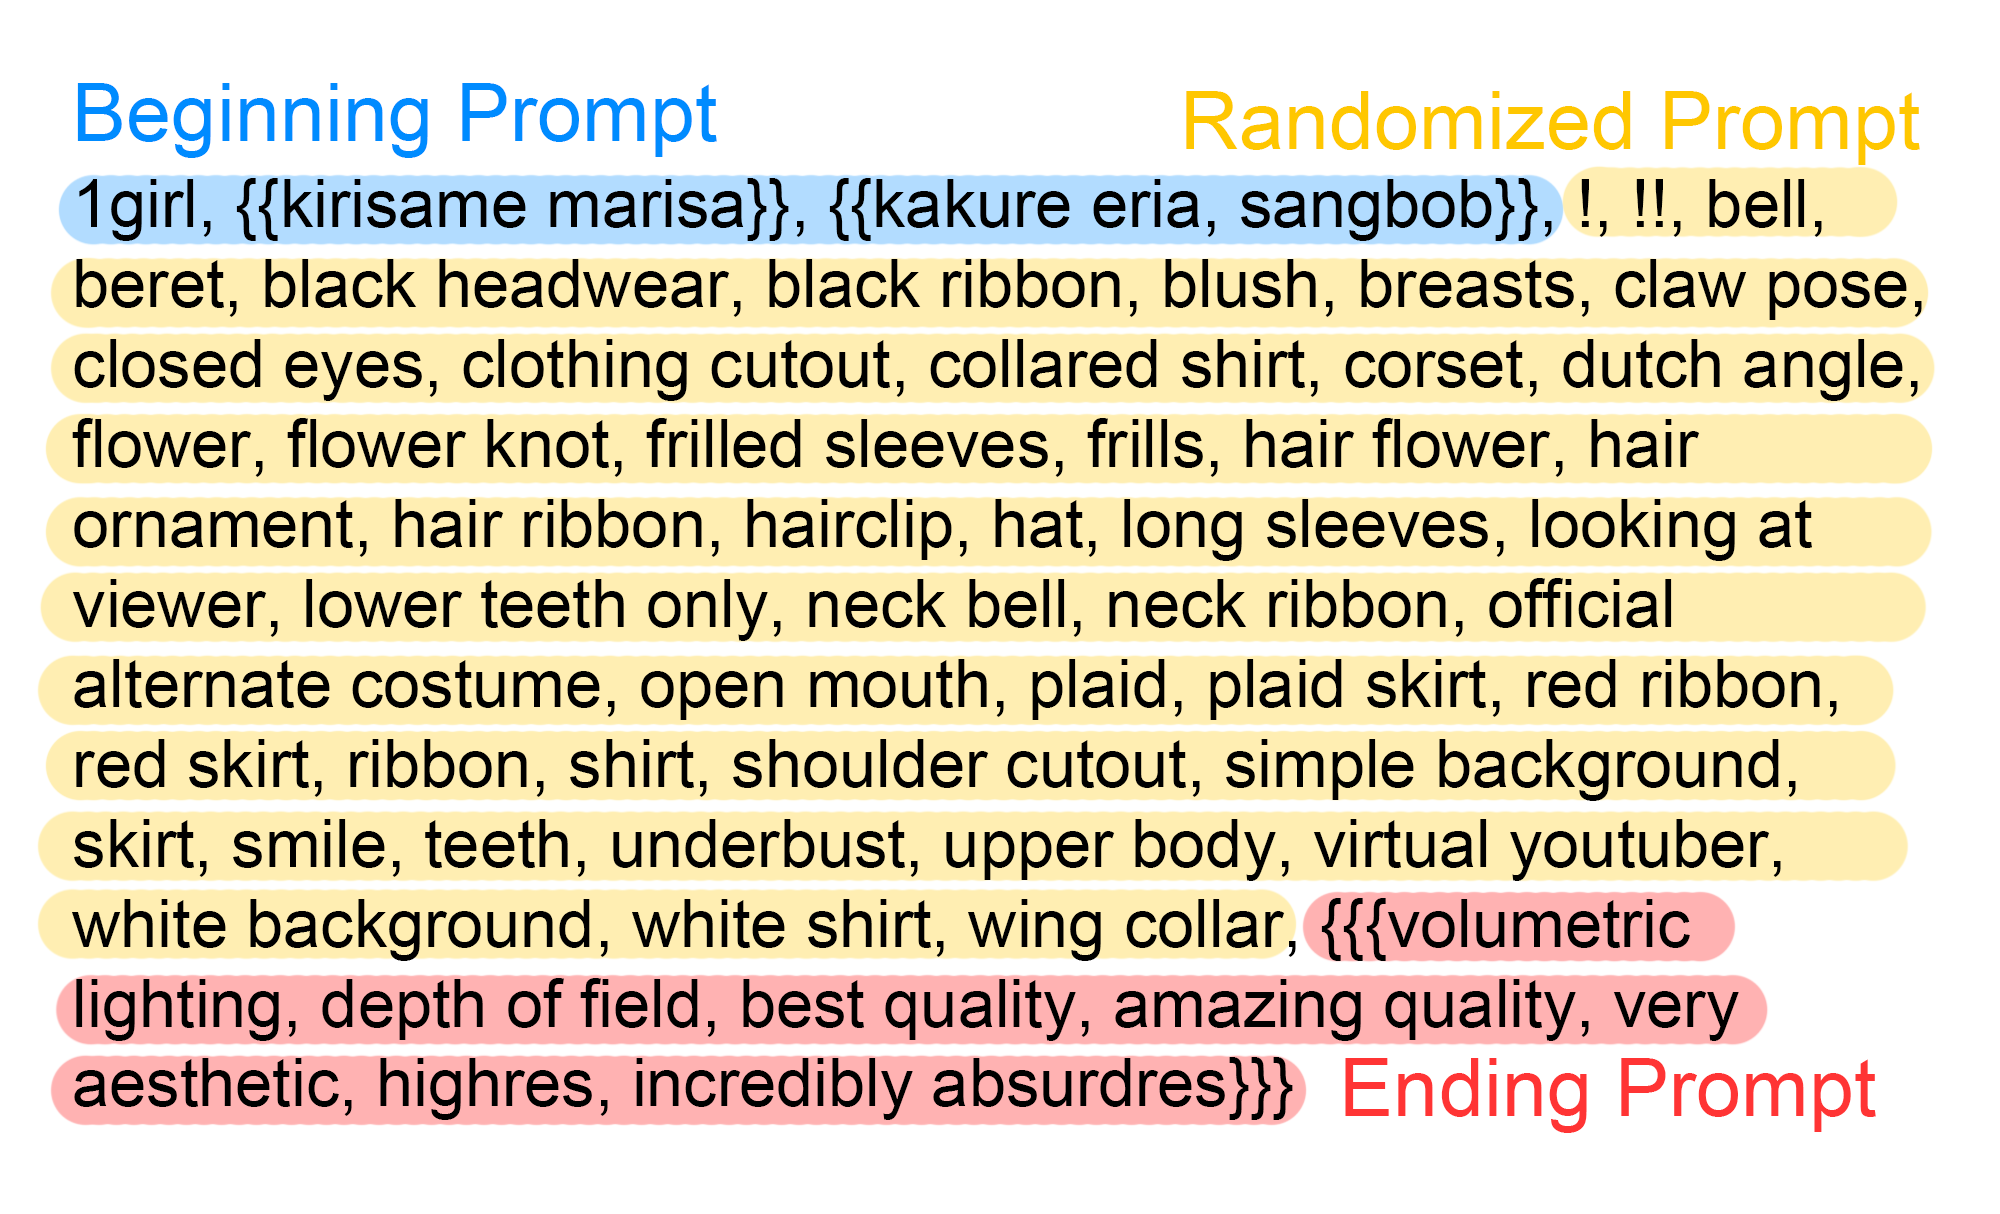 Beginning Prompt
Randomized Prompt
1girl, {{kirisame marisa}}, {{kakure eria, sangbob}}, !, !!, bell,
beret, black headwear, black ribbon, blush, breasts, claw pose,
closed eyes, clothing cutout, collared shirt, corset, dutch angle,
flower, flower knot, frilled sleeves, frills, hair flower, hair
ornament, hair ribbon, hairclip, hat, long sleeves, looking at
viewer, lower teeth only, neck bell, neck ribbon, official
alternate costume, open mouth, plaid, plaid skirt, red ribbon,
red skirt, ribbon, shirt, shoulder cutout, simple background,
skirt, smile, teeth, underbust, upper body, virtual youtuber,
white background, white shirt, wing collar, {{{volumetric
lighting, depth of field, best quality, amazing quality, very
aesthetic, highres, incredibly absurdres}}}
Ending Prompt